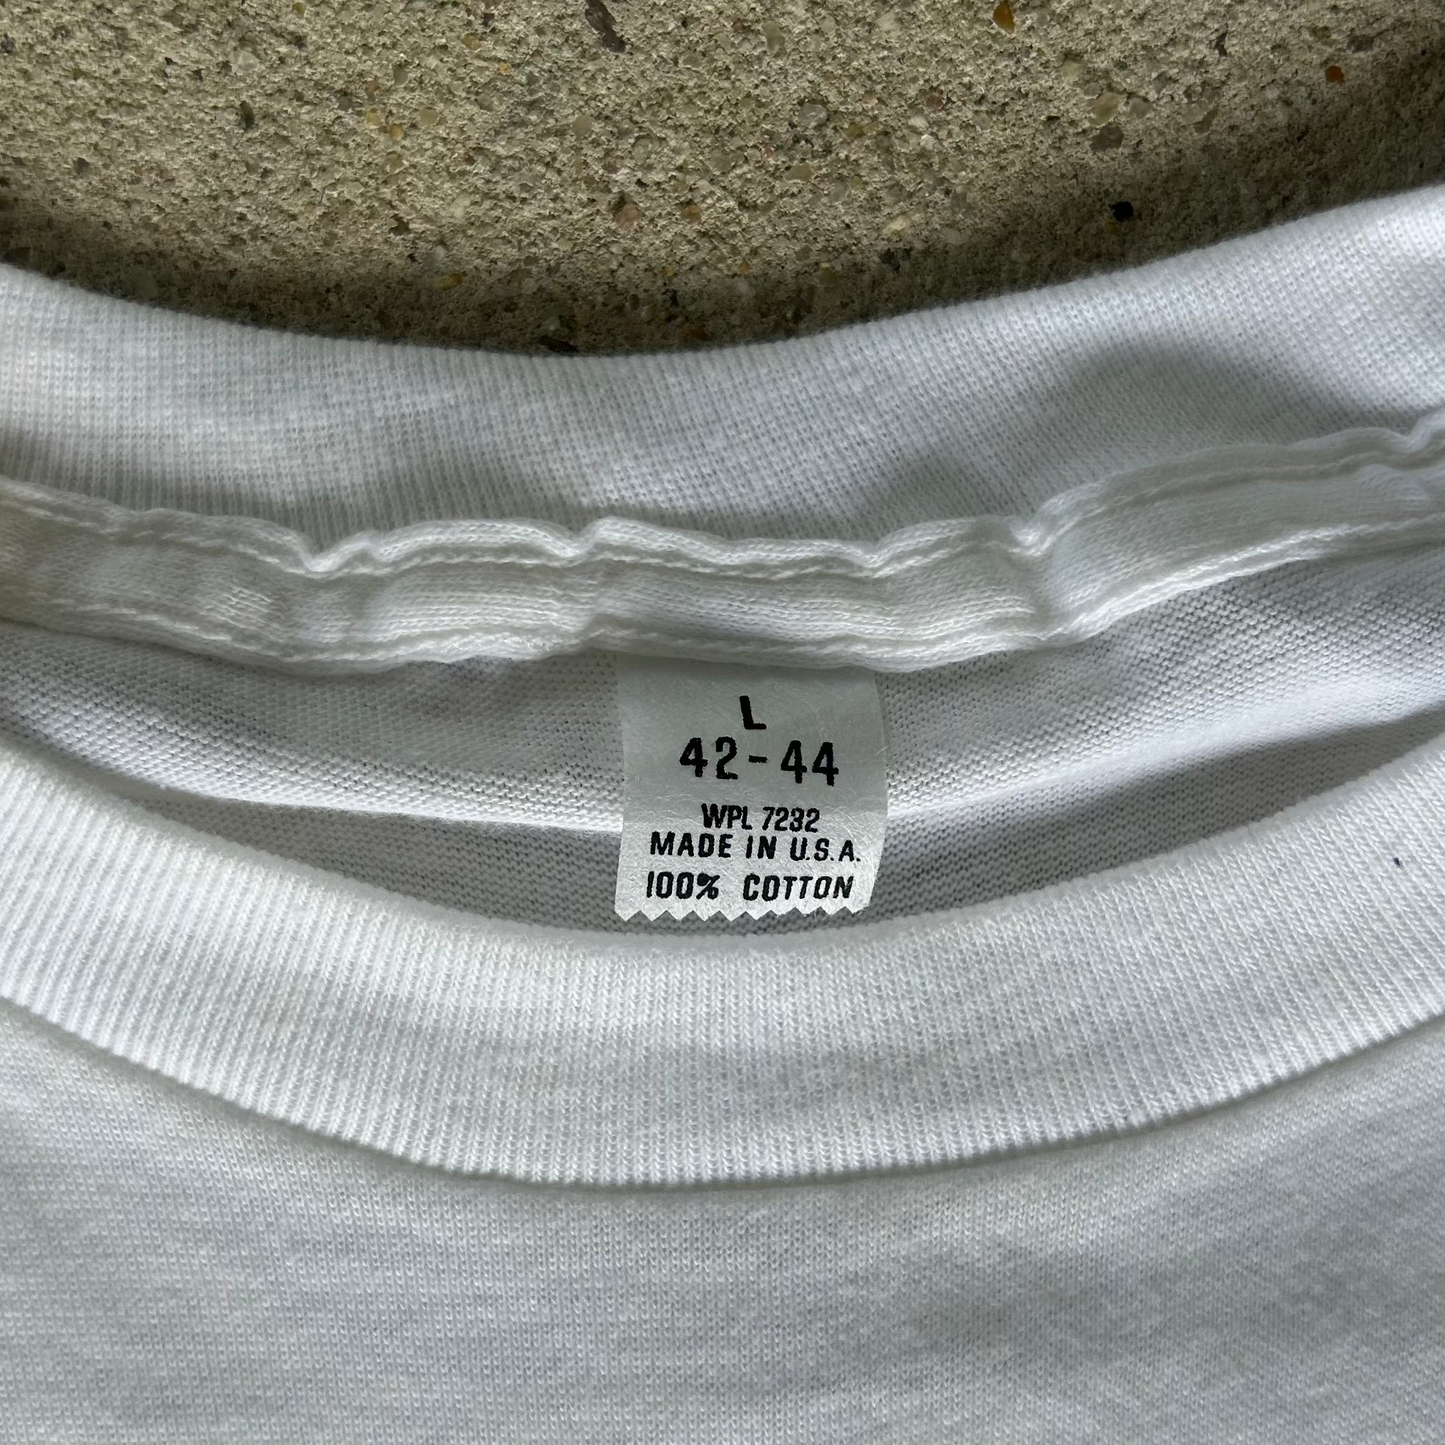 L
42-44
WPL 7232
MADE IN U.S.A.
100% COTTON